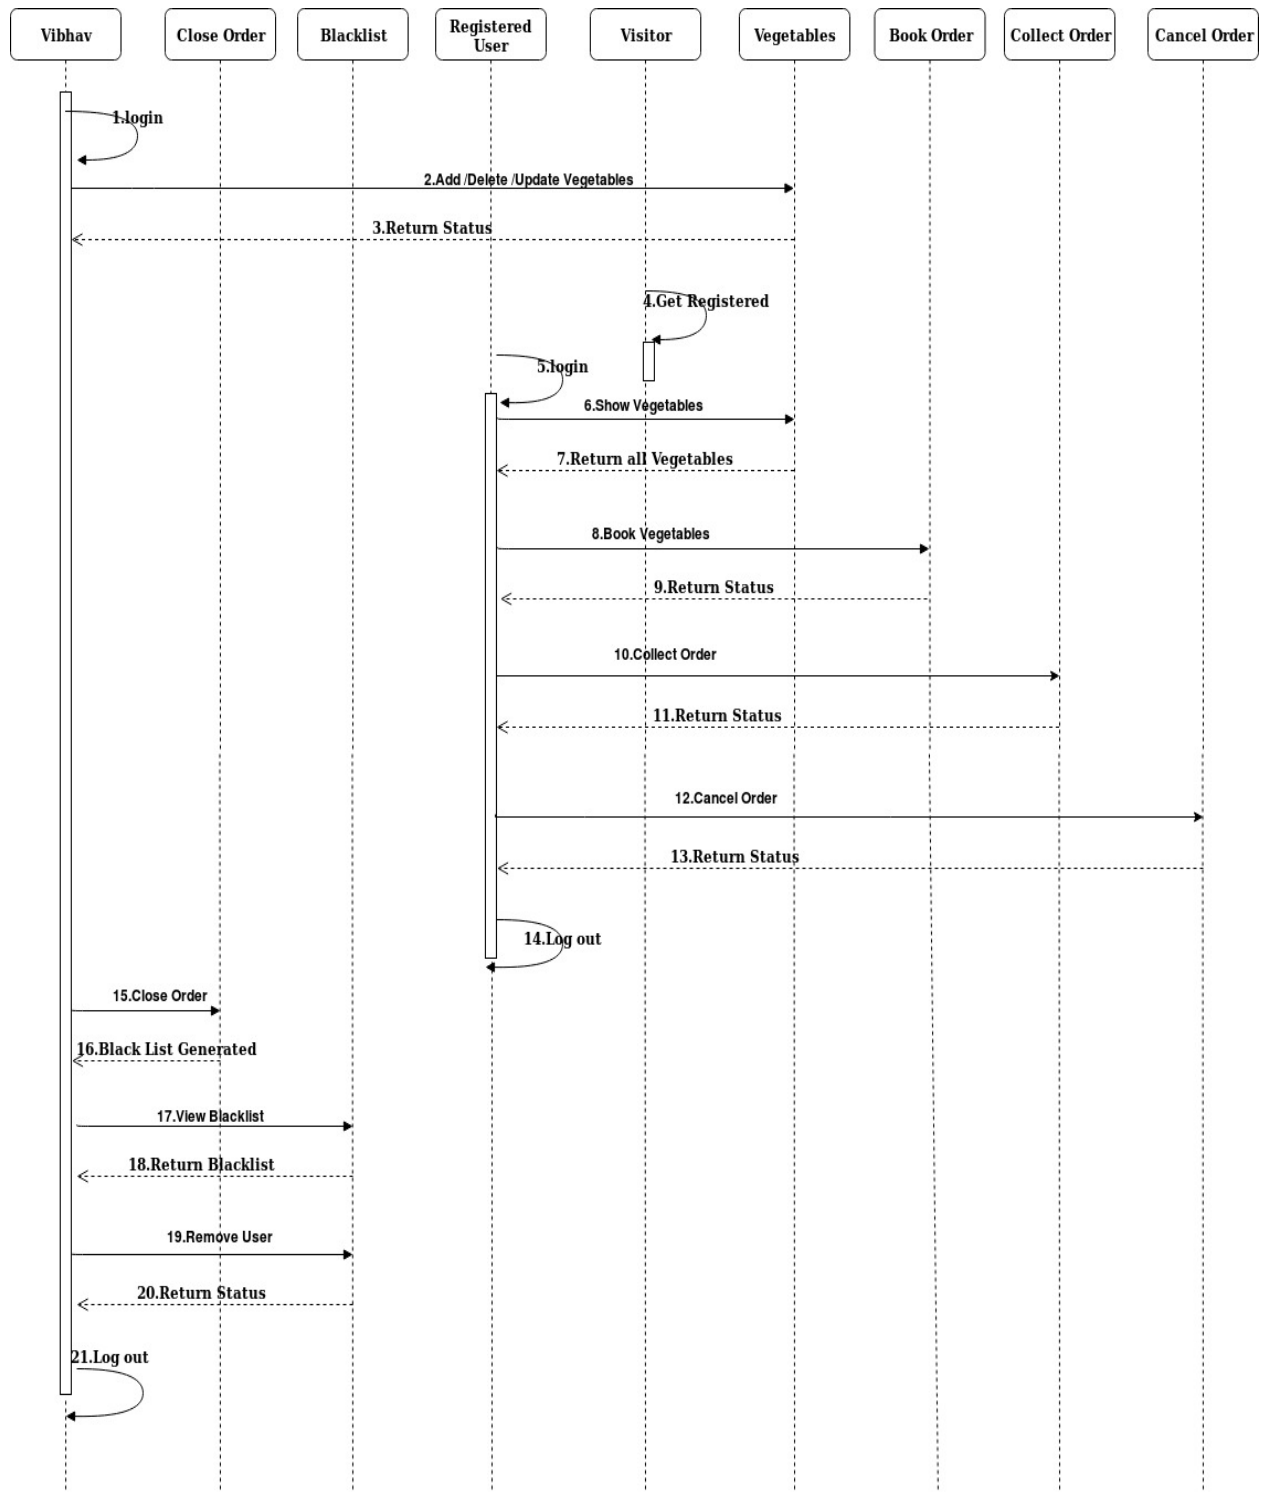 Vibhav
Close Order
Blacklist
Registered
User
Visitor
Vegetables
Book Order
Collect Order
Cancel Order
1.login
2.Add /Delete /Update Vegetables
3.Return Status
4.Get Registered
5.login
6.Show Vegetables
7.Return all Vegetables
8.Book Vegetables
9.Return Status
10.Collect Order
11.Return Status
12.Cancel Order
13.Return Status
14.Log out
15.Close Order
16.Black List Generated
17.View Blacklist
18.Return Blacklist
19.Remove User
20.Return Status
21.Log out